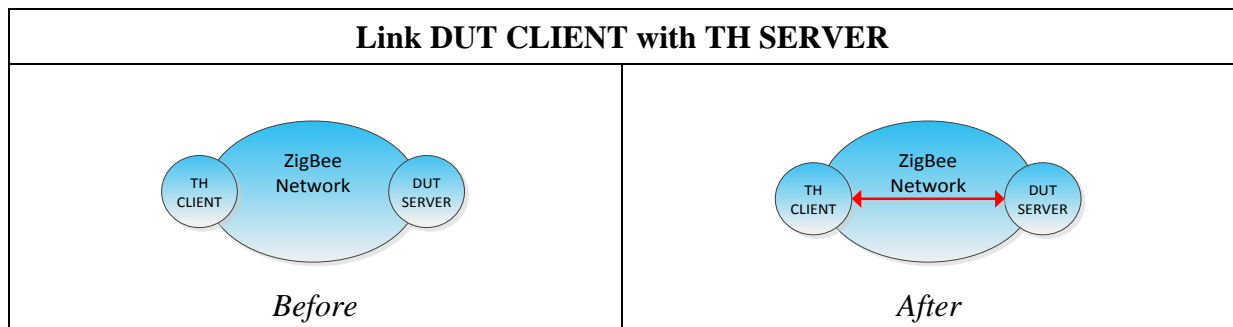 Link DUT CLIENT with TH SERVER
ZigBee
Network
TH
CLIENT
DUT
SERVER
Before
ZigBee
Network
TH
CLIENT
DUT
SERVER
After